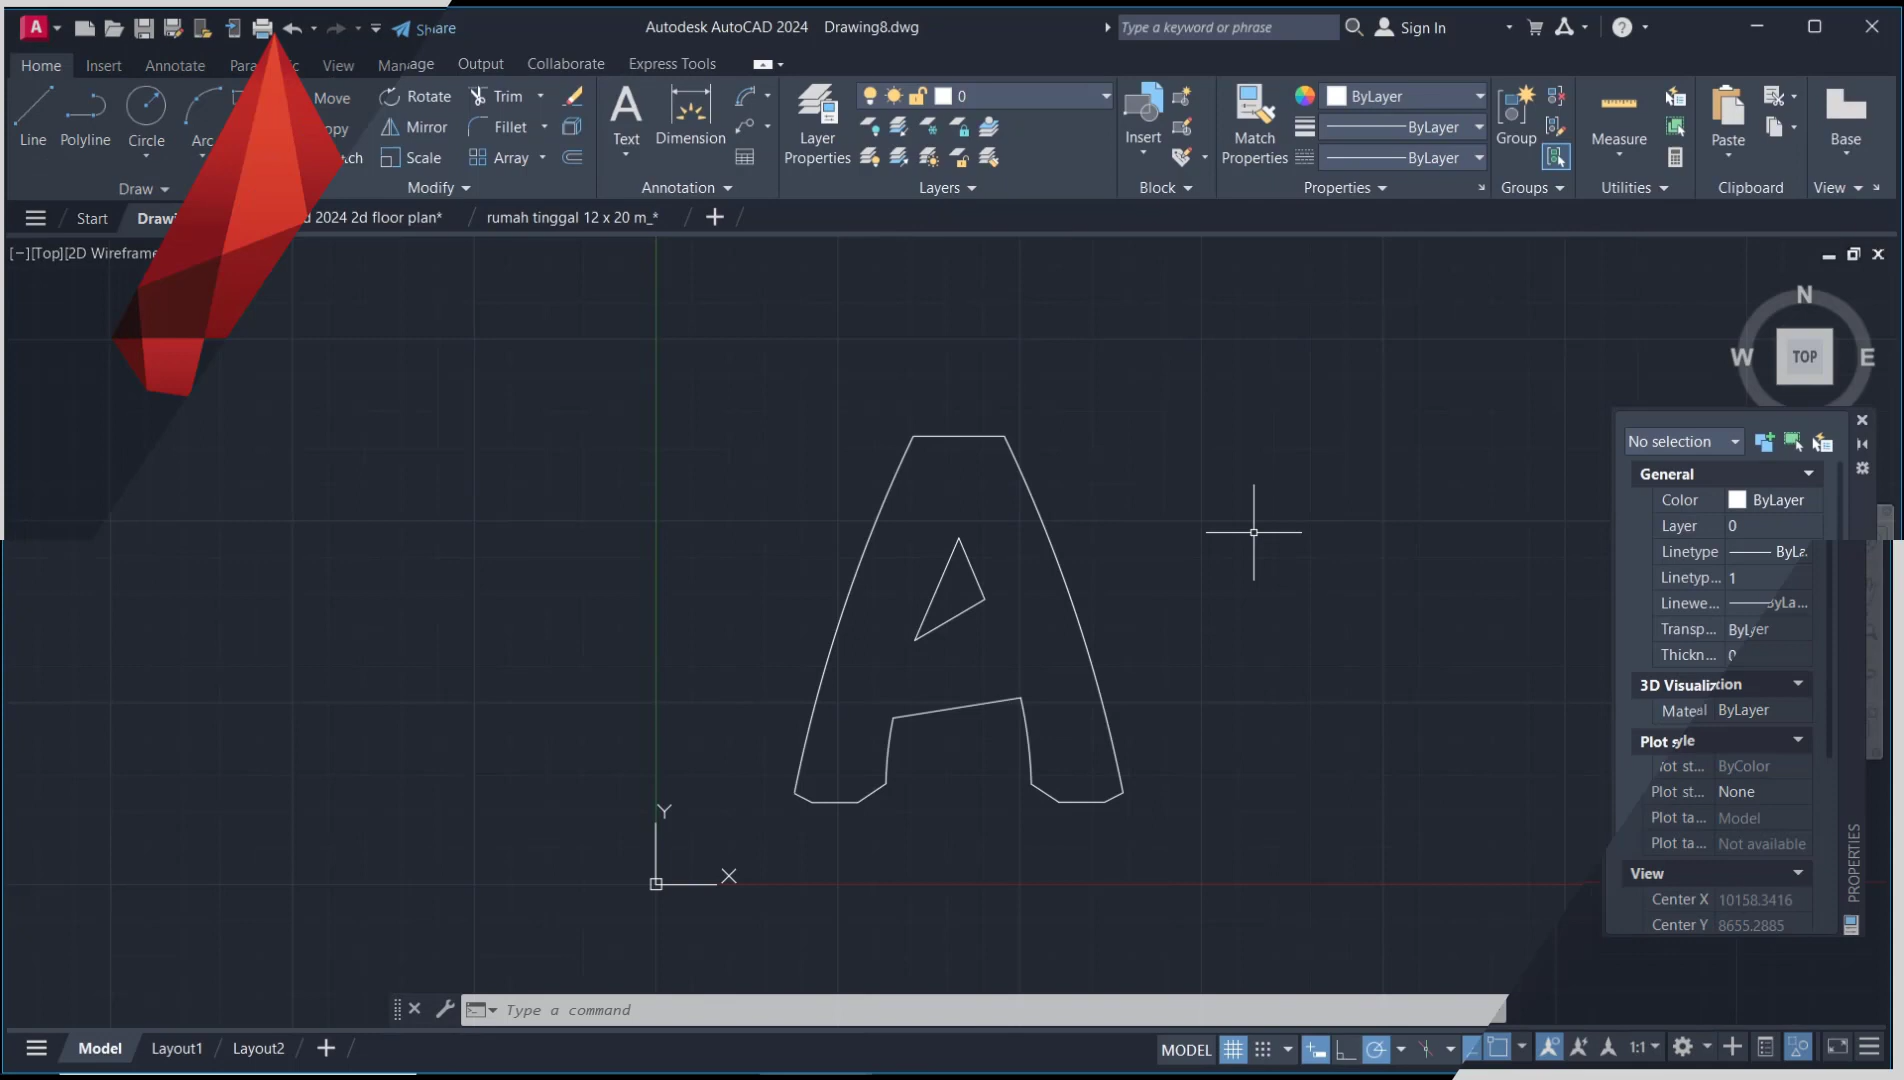 A Share Autodesk AutoCAD 2024 Drawing8.dwg Type a keyword or phrase Sign In
Home Insert Annotate View Output Collaborate Express Tools
Move Rotate Trim 0 ByLayer
Line Polyline Circle Arc Mirror Fillet Text Dimension Layer Properties Insert Match Properties ByLayer Group Measure Paste Base
Scale Array ByLayer
Draw Modify Annotation Layers Block Properties Groups Utilities Clipboard View
Start 2024 2d floor plan* rumah tinggal 12 x 20 m_*
[−][Top][2D Wireframe
N
W TOP E
No selection
General
Color ByLayer
Layer 0
Linetype ByLa...
Linetyp... 1
Linewe... ByLa...
Transp... ByLayer
Thickn... 0
3D Visualization
ByLayer
Plot style
ByColor
Plot st... None
Plot ta... Model
Plot ta... Not available
View
Center X 10158.3416
Center Y 8655.2885
PROPERTIES
Y
X
Type a command
Model Layout1 Layout2 MODEL 1:1